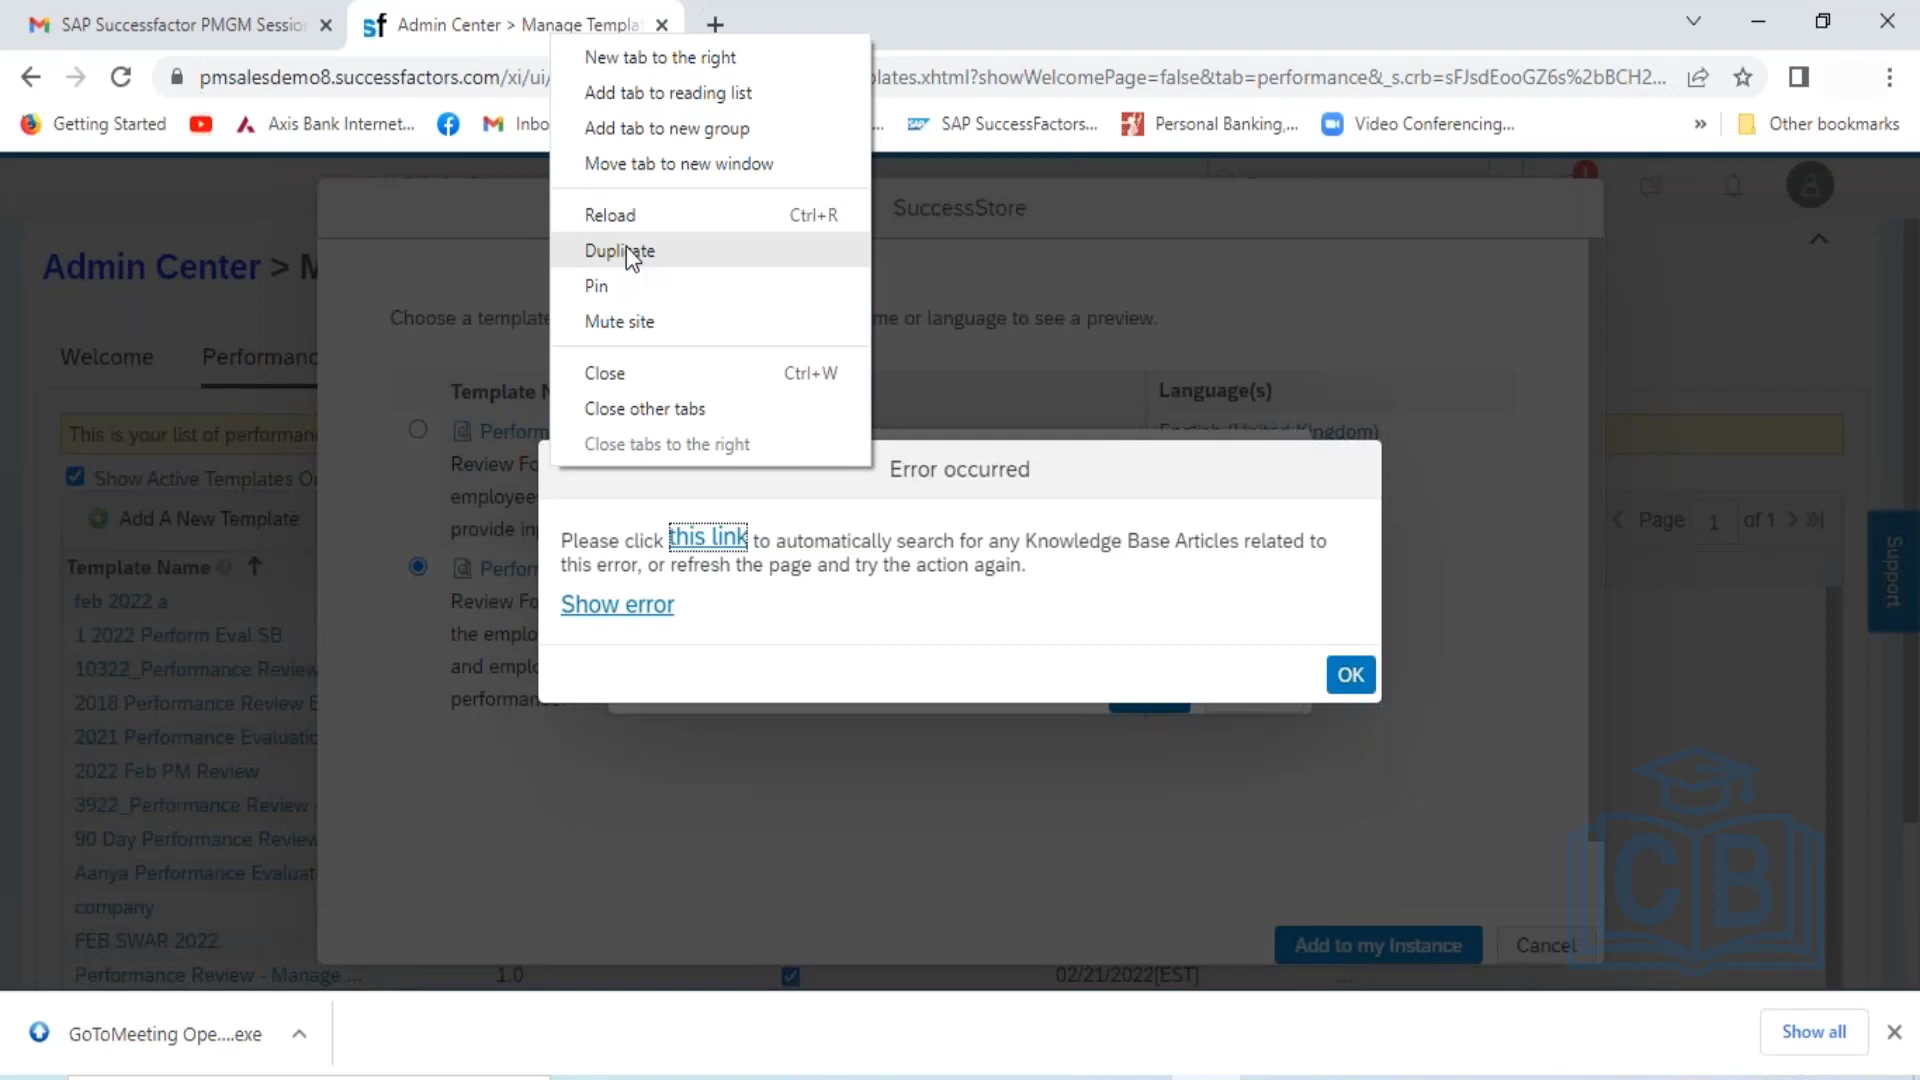 SAP Successfactor PMGM Sessio
Admin Center > Manage Templa
pmsalesdemo8.successfactors.com/xi/ui/
plates.xhtml?showWelcomePage=false&tab=performance&_s.crb=sFJsdEooGZ6s%2bBCH2...
Getting Started
Axis Bank Internet...
Inbo
...
SAP SuccessFactors...
Personal Banking,...
Video Conferencing...
»
Other bookmarks
New tab to the right
Add tab to reading list
Add tab to new group
Move tab to new window
Reload Ctrl+R
Duplicate
Pin
Mute site
Close Ctrl+W
Close other tabs
Close tabs to the right
1
SuccessStore
Admin Center > M
Choose a template
me or language to see a preview.
Welcome
Performanc
Template N
Language(s)
This is your list of performan
Perform
English (United Kingdom)
Review Fo
employee
provide in
Show Active Templates O
Add A New Template
Page 1 of 1
Template Name
Perforr
Review Fo
the emplo
and emplo
performan
feb 2022 a
1 2022 Perform Eval SB
10322_Performance Review
2018 Performance Review E
2021 Performance Evaluatio
2022 Feb PM Review
3922_Performance Review
90 Day Performance Review
Aanya Performance Evaluat
company
FEB SWAR 2022
Performance Review - Manage ...
1.0
02/21/2022[EST]
...
Support
Error occurred
Please click this link to automatically search for any Knowledge Base Articles related to
this error, or refresh the page and try the action again.
Show error
OK
Add to my Instance
Cancel
CB
GoToMeeting Ope....exe
Show all